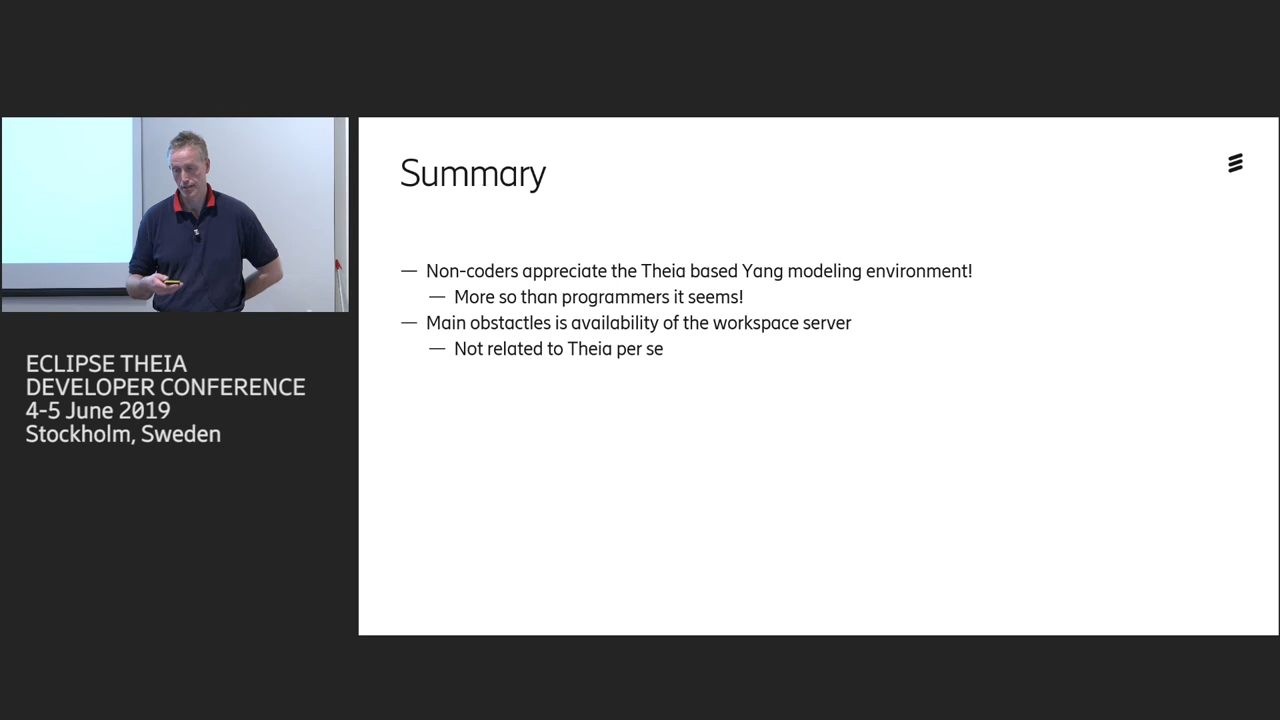 Summary
— Non-coders appreciate the Theia based Yang modeling environment!
— More so than programmers it seems!
— Main obstactles is availability of the workspace server
— Not related to Theia per se
ECLIPSE THEIA
DEVELOPER CONFERENCE
4-5 June 2019
Stockholm, Sweden